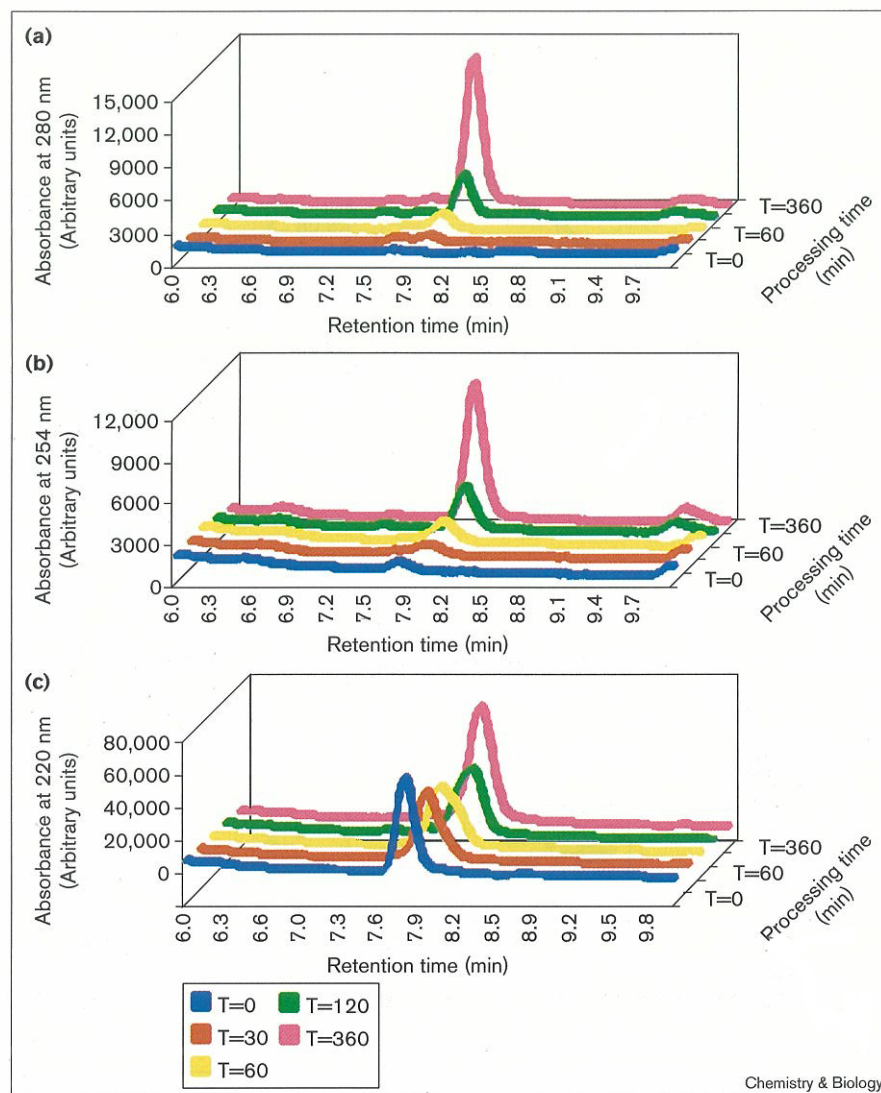 (a)
Absorbance at 280 nm
(Arbitrary units)
15,000
12,000
9000
6000
3000
0
6.0
6.3
6.6
6.9
7.2
7.5
7.9
8.2
8.5
8.8
9.1
9.4
9.7
Retention time (min)
T=360
T=60
T=0
Processing time
(min)
(b)
Absorbance at 254 nm
(Arbitrary units)
12,000
9000
6000
3000
0
6.0
6.3
6.6
6.9
7.2
7.5
7.9
8.2
8.5
8.8
9.1
9.4
9.7
Retention time (min)
T=360
T=60
T=0
Processing time
(min)
(c)
Absorbance at 220 nm
(Arbitrary units)
80,000
60,000
40,000
20,000
0
6.0
6.3
6.6
7.0
7.3
7.6
7.9
8.2
8.5
8.9
9.2
9.5
9.8
Retention time (min)
T=360
T=60
T=0
Processing time
(min)
T=0
T=120
T=30
T=360
T=60
Chemistry & Biology